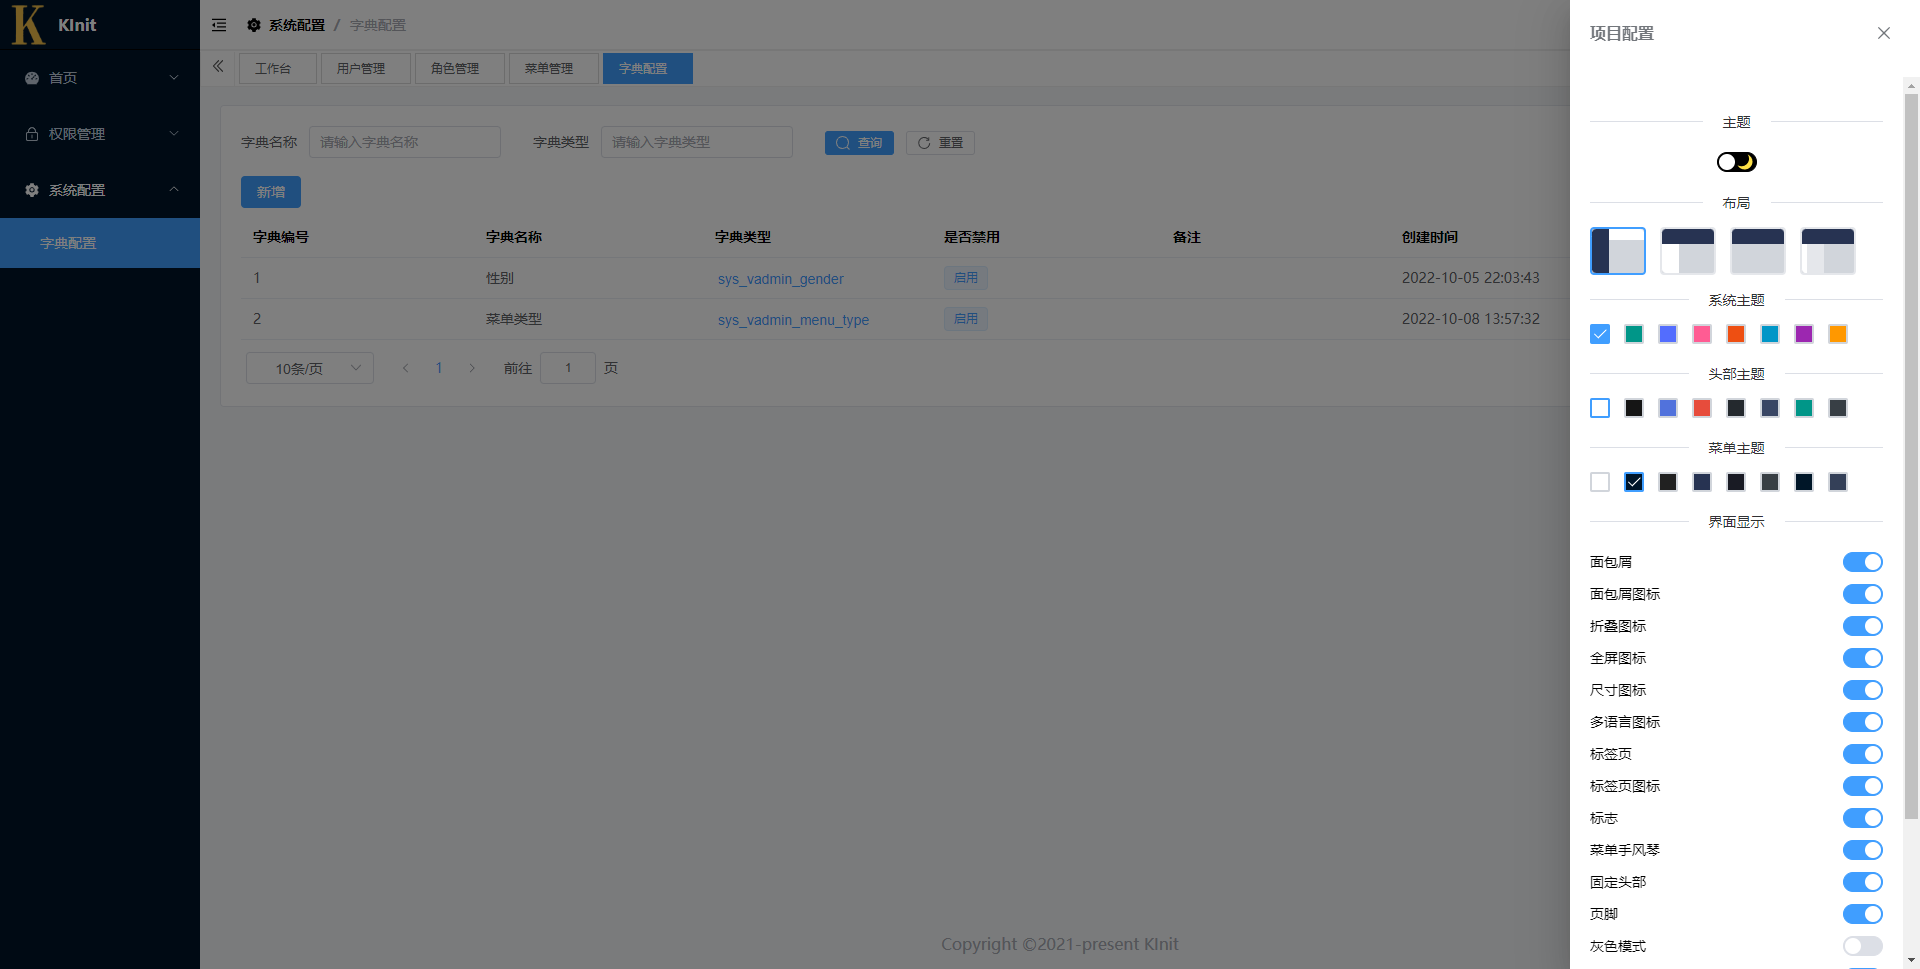 KInit
首页
权限管理
系统配置
字典配置
系统配置 / 字典配置
工作台 用户管理 角色管理 菜单管理 字典配置
字典名称 请输入字典名称 字典类型 请输入字典类型 查询 重置
新增
字典编号 字典名称 字典类型 是否禁用 备注 创建时间
1 性别 sys_vadmin_gender 启用 2022-10-05 22:03:43
2 菜单类型 sys_vadmin_menu_type 启用 2022-10-08 13:57:32
10条/页 1 前往 1 页
Copyright ©2021-present KInit
项目配置
主题
布局
系统主题
头部主题
菜单主题
界面显示
面包屑
面包屑图标
折叠图标
全屏图标
尺寸图标
多语言图标
标签页
标签页图标
标志
菜单手风琴
固定头部
页脚
灰色模式